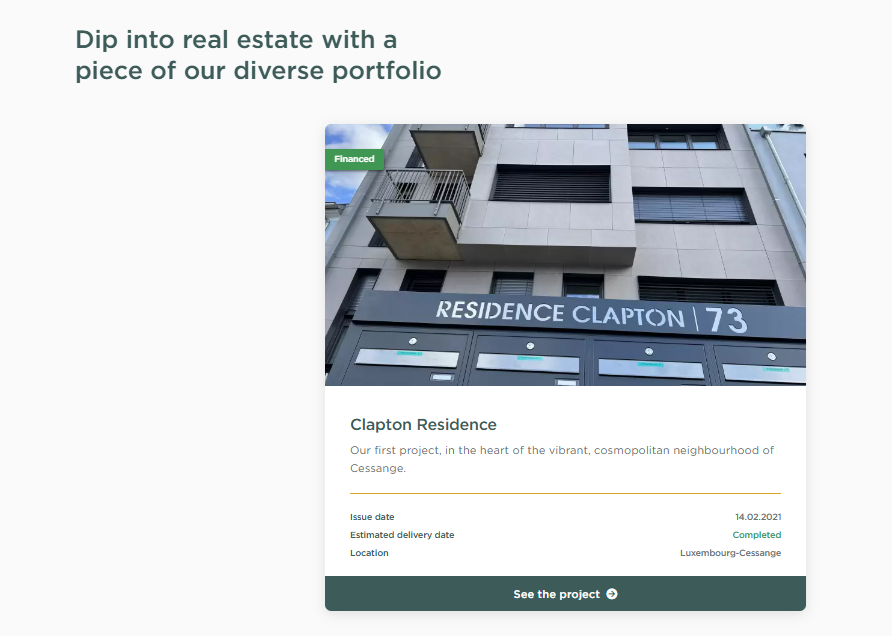 Dip into real estate with a
piece of our diverse portfolio
Financed
RESIDENCE CLAPTON | 73
Clapton Residence
Our first project, in the heart of the vibrant, cosmopolitan neighbourhood of
Cessange.
Issue date 14.02.2021
Estimated delivery date Completed
Location Luxembourg-Cessange
See the project